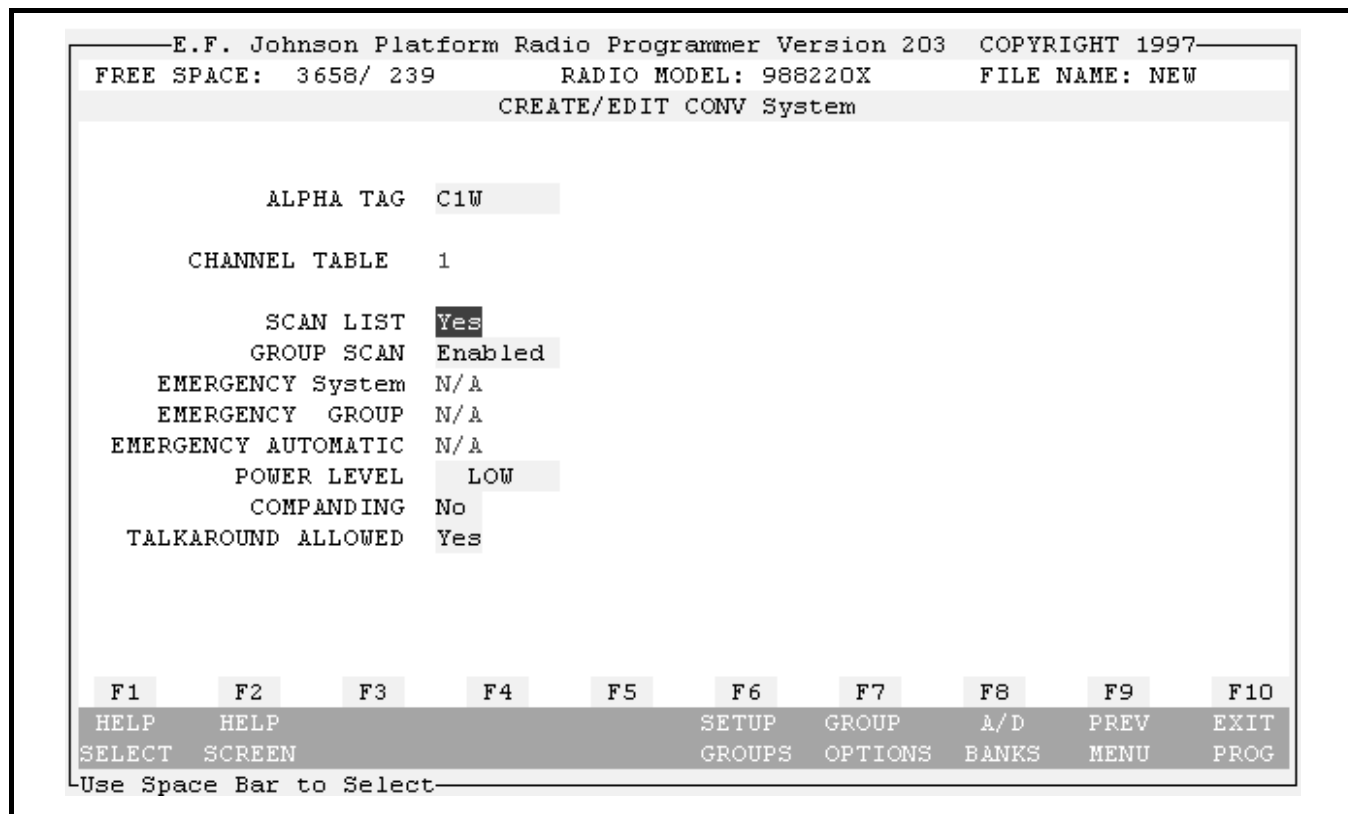 E.F. Johnson Platform Radio Programmer Version 203 COPYRIGHT 1997
FREE SPACE: 3658/ 239 RADIO MODEL: 988220X FILE NAME: NEW
CREATE/EDIT CONV System
ALPHA TAG C1W
CHANNEL TABLE 1
SCAN LIST Yes
GROUP SCAN Enabled
EMERGENCY System N/A
EMERGENCY GROUP N/A
EMERGENCY AUTOMATIC N/A
POWER LEVEL LOW
COMPANDING No
TALKAROUND ALLOWED Yes
F1 F2 F3 F4 F5 F6 F7 F8 F9 F10
HELP HELP SETUP GROUP A/D PREV EXIT
SELECT SCREEN GROUPS OPTIONS BANKS MENU PROG
Use Space Bar to Select